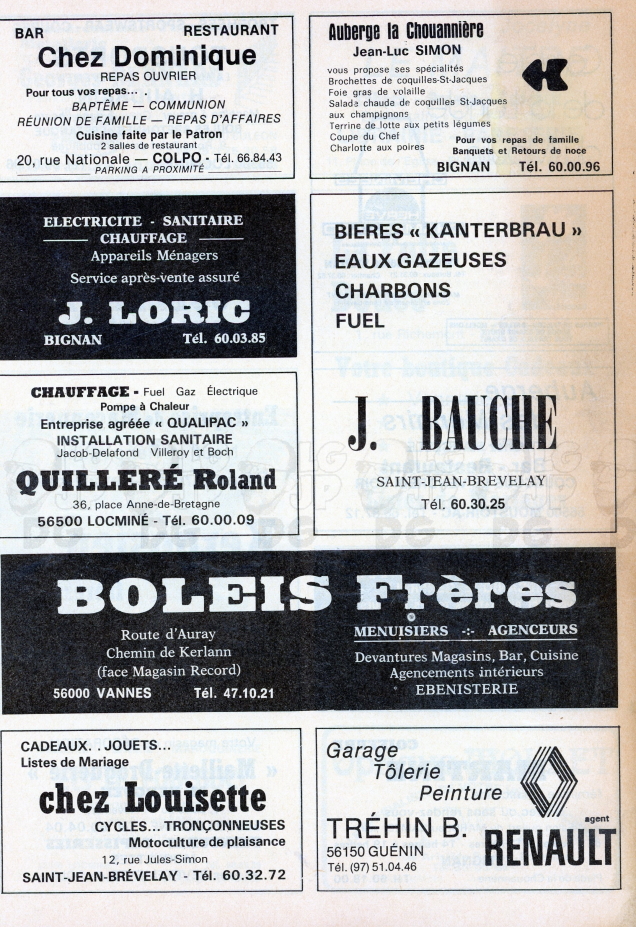 BAR RESTAURANT
Chez Dominique
REPAS OUVRIER
Pour tous vos repas... .
BAPTÊME — COMMUNION
RÉUNION DE FAMILLE — REPAS D'AFFAIRES
Cuisine faite par le Patron
2 salles de restaurant
20, rue Nationale — COLPO - Tél. 66.84.43
PARKING A PROXIMITÉ
Auberge la Chouannière
Jean-Luc SIMON
vous propose ses spécialités
Brochettes de coquilles-St-Jacques
Foie gras de volaille
Salade chaude de coquilles St-Jacques
aux champignons
Terrine de lotte aux petits légumes
Coupe du Chef
Charlotte aux poires
Pour vos repas de famille
Banquets et Retours de noce
BIGNAN Tél. 60.00.96
ELECTRICITE - SANITAIRE
CHAUFFAGE
Appareils Ménagers
Service après-vente assuré
J. LORIC
BIGNAN Tél. 60.03.85
BIERES « KANTERBRAU »
EAUX GAZEUSES
CHARBONS
FUEL
J. BAUCHE
SAINT-JEAN-BREVELAY
Tél. 60.30.25
CHAUFFAGE - Fuel Gaz Électrique
Pompe à Chaleur
Entreprise agréée « QUALIPAC »
INSTALLATION SANITAIRE
Jacob-Delafond Villeroy et Boch
QUILLERÉ Roland
36, place Anne-de-Bretagne
56500 LOCMINÉ - Tél. 60.00.09
BOLEIS Frères
Route d'Auray
Chemin de Kerlann
(face Magasin Record)
56000 VANNES Tél. 47.10.21
MENUISIERS -:- AGENCEURS
Devantures Magasins, Bar, Cuisine
Agencements intérieurs
EBENISTERIE
CADEAUX. . JOUETS...
Listes de Mariage
chez Louisette
CYCLES... TRONÇONNEUSES
Motoculture de plaisance
12, rue Jules-Simon
SAINT-JEAN-BRÉVELAY - Tél. 60.32.72
Garage
Tôlerie
Peinture
TRÉHIN B.
56150 GUÉNIN
Tél. (97) 51.04.46
agent
RENAULT